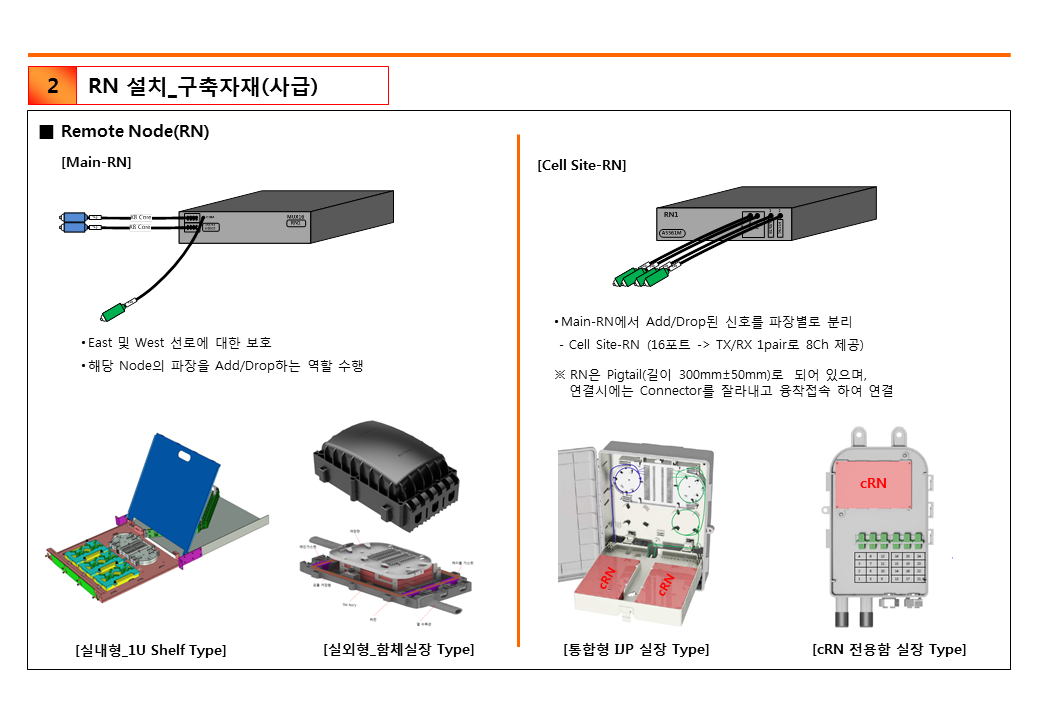 2
RN 설치_구축자재(사급)
■ Remote Node(RN)
[Main-RN]
KB Core
KB Core
MUX16
RN1
• East 및 West 선로에 대한 보호
• 해당 Node의 파장을 Add/Drop하는 역할 수행
[실내형_1U Shelf Type]
[실외형_함체실장 Type]
[Cell Site-RN]
RN1
• Main-RN에서 Add/Drop된 신호를 파장별로 분리
- Cell Site-RN (16포트 -> TX/RX 1pair로 8Ch 제공)
※ RN은 Pigtail(길이 300mm±50mm)로 되어 있으며,
연결시에는 Connector를 잘라내고 융착접속 하여 연결
cRN
cRN
cRN
[통합형 IJP 실장 Type]
[cRN 전용함 실장 Type]